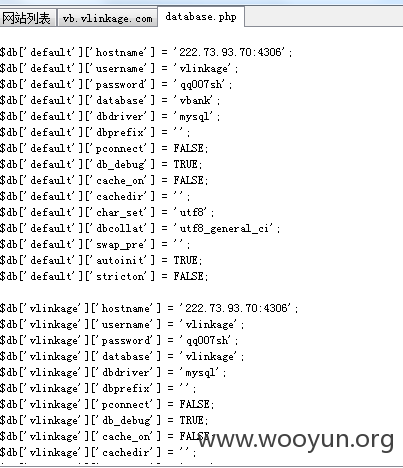 网站列表 vb.vlinkage.com database.php
$db['default']['hostname'] = '222.73.93.70:4306';
$db['default']['username'] = 'vlinkage';
$db['default']['password'] = 'qq007sh';
$db['default']['database'] = 'vbank';
$db['default']['dbdriver'] = 'mysql';
$db['default']['dbprefix'] = '';
$db['default']['pconnect'] = FALSE;
$db['default']['db_debug'] = TRUE;
$db['default']['cache_on'] = FALSE;
$db['default']['cachedir'] = '';
$db['default']['char_set'] = 'utf8';
$db['default']['dbcollat'] = 'utf8_general_ci';
$db['default']['swap_pre'] = '';
$db['default']['autoinit'] = TRUE;
$db['default']['stricton'] = FALSE;
$db['vlinkage']['hostname'] = '222.73.93.70:4306';
$db['vlinkage']['username'] = 'vlinkage';
$db['vlinkage']['password'] = 'qq007sh';
$db['vlinkage']['database'] = 'vlinkage';
$db['vlinkage']['dbdriver'] = 'mysql';
$db['vlinkage']['dbprefix'] = '';
$db['vlinkage']['pconnect'] = FALSE;
$db['vlinkage']['db_debug'] = TRUE;
$db['vlinkage']['cache_on'] = FALSE
$db['vlinkage']['cachedir'] = '';
www.wooyun.org